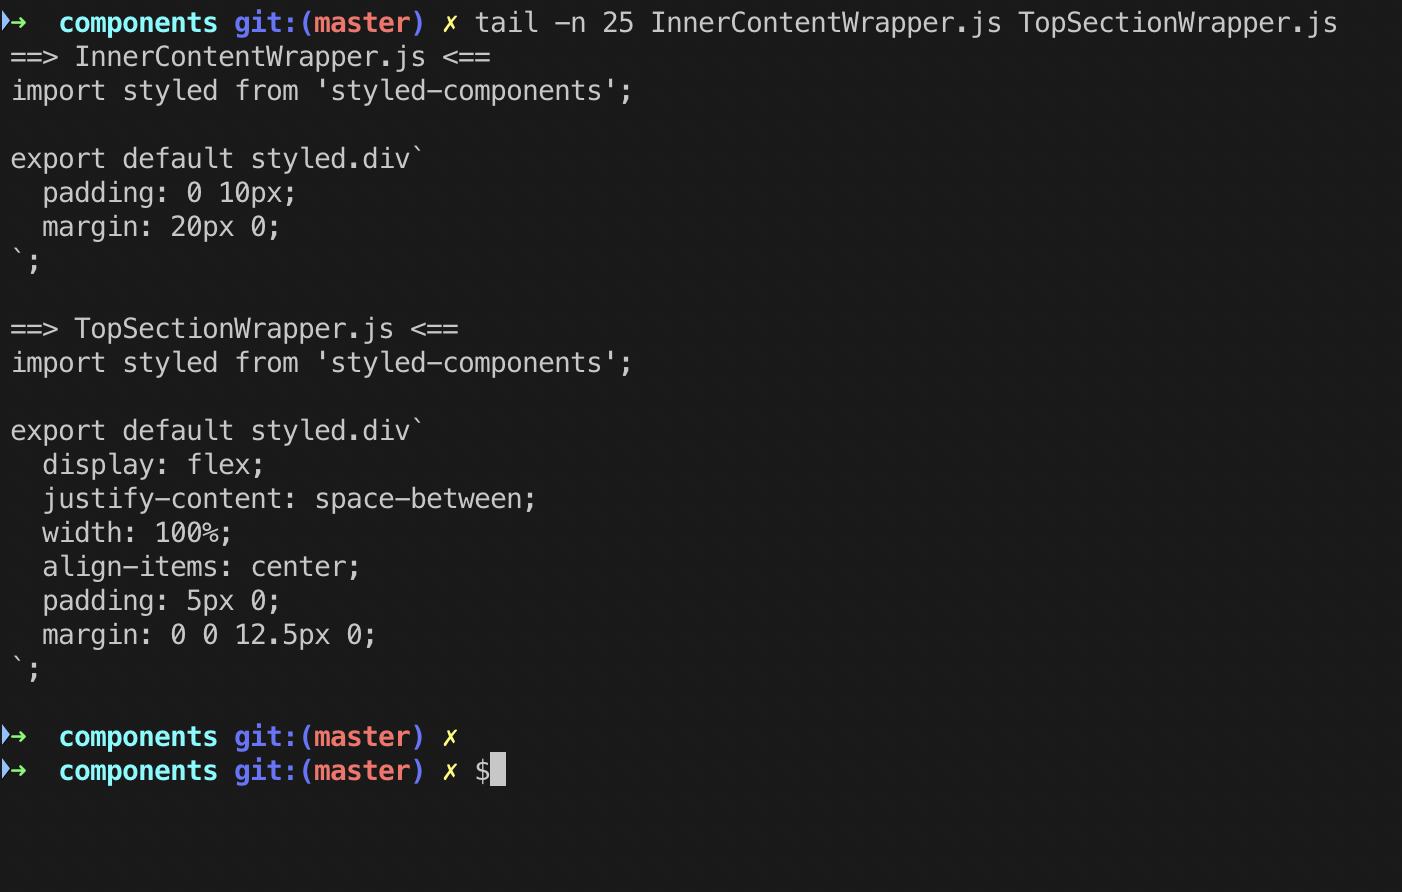 ➜  components git:(master) ✗ tail -n 25 InnerContentWrapper.js TopSectionWrapper.js
==> InnerContentWrapper.js <==
import styled from 'styled-components';

export default styled.div`
  padding: 0 10px;
  margin: 20px 0;
`;

==> TopSectionWrapper.js <==
import styled from 'styled-components';

export default styled.div`
  display: flex;
  justify-content: space-between;
  width: 100%;
  align-items: center;
  padding: 5px 0;
  margin: 0 0 12.5px 0;
`;

➜  components git:(master) ✗
➜  components git:(master) ✗ $